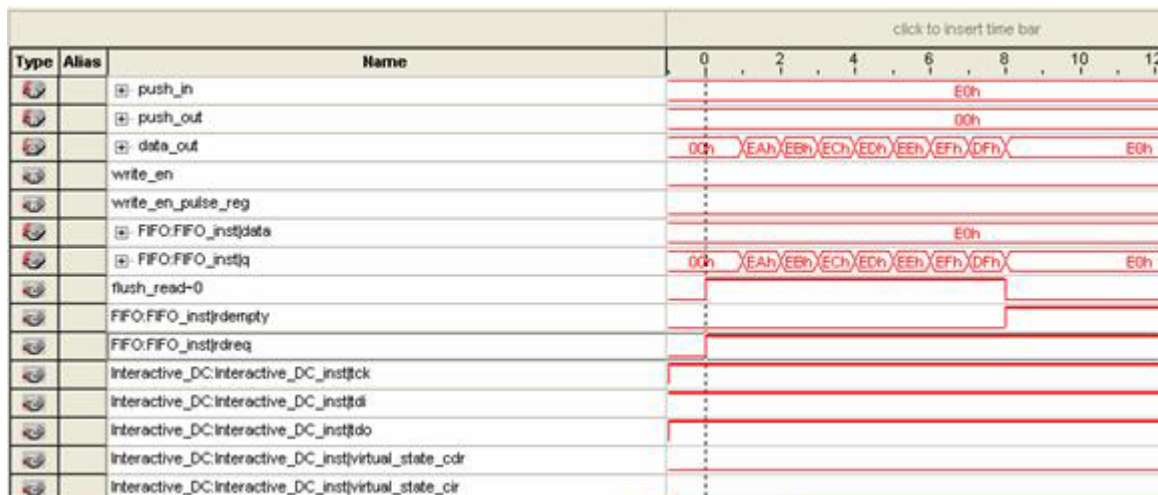 click to insert time bar
Type Alias Name 0 2 4 6 8 10 12
push_in E0h
push_out 00h
data_out 00h EAh EBh ECh EDh EEh EFh DFh E0h
write_en
write_en_pulse_reg
FIFO:FIFO_inst|data E0h
FIFO:FIFO_inst|q 00h EAh EBh ECh EDh EEh EFh DFh E0h
flush_read~0
FIFO:FIFO_inst|rdempty
FIFO:FIFO_inst|rdreq
Interactive_DC:Interactive_DC_inst|tck
Interactive_DC:Interactive_DC_inst|tdi
Interactive_DC:Interactive_DC_inst|tdo
Interactive_DC:Interactive_DC_inst|virtual_state_cdr
Interactive_DC:Interactive_DC_inst|virtual_state_cir